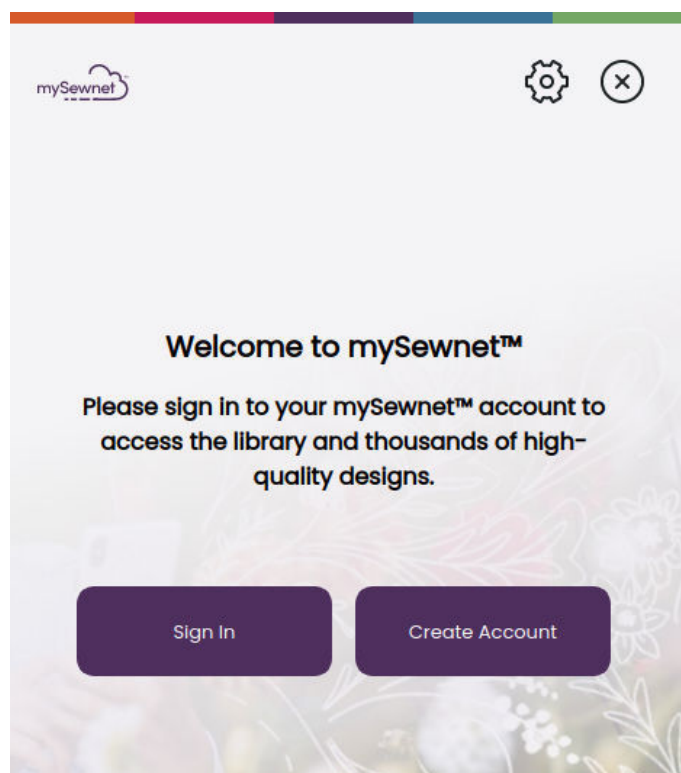 mySewnet™
Welcome to mySewnet™
Please sign in to your mySewnet™ account to
access the library and thousands of high-
quality designs.
Sign In
Create Account